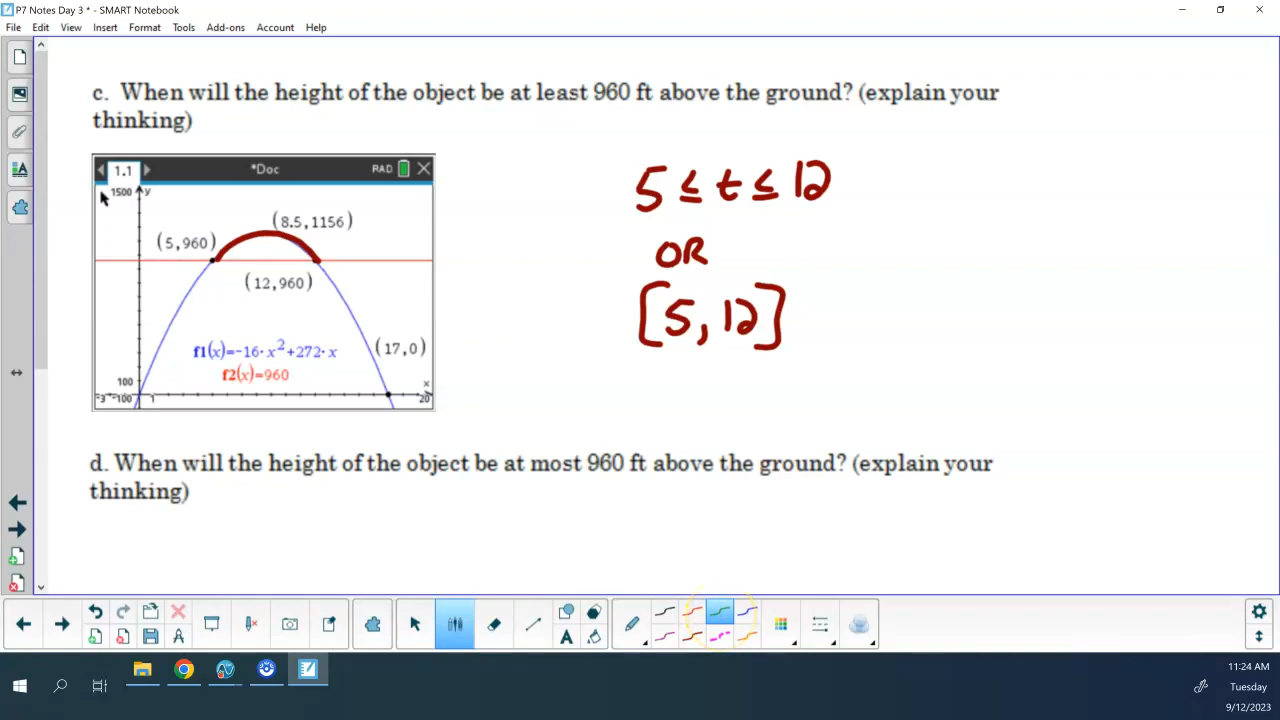 P7 Notes Day 3 * - SMART Notebook
File Edit View Insert Format Tools Add-ons Account Help
c. When will the height of the object be at least 960 ft above the ground? (explain your
thinking)
1.1 *Doc RAD
1500 y
(8.5,1156)
(5,960)
(12,960)
f1(x)=-16·x²+272·x
(17,0)
f2(x)=960
100
x
-3 -100 1 20
5 ≤ t ≤ 12
OR
[5, 12]
d. When will the height of the object be at most 960 ft above the ground? (explain your
thinking)
A
11:24 AM
Tuesday
9/12/2023